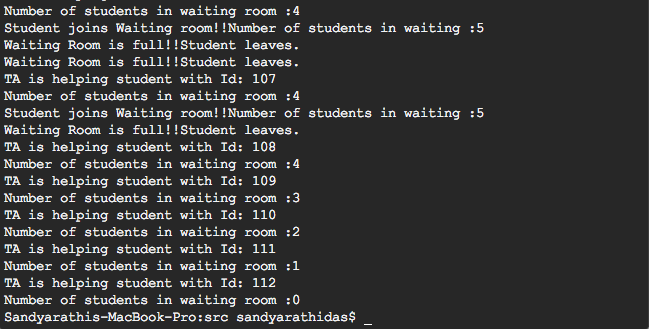 Number of students in waiting room :4
Student joins Waiting room!!Number of students in waiting :5
Waiting Room is full!!Student leaves.
Waiting Room is full!!Student leaves.
TA is helping student with Id: 107
Number of students in waiting room :4
Student joins Waiting room!!Number of students in waiting :5
Waiting Room is full!!Student leaves.
TA is helping student with Id: 108
Number of students in waiting room :4
TA is helping student with Id: 109
Number of students in waiting room :3
TA is helping student with Id: 110
Number of students in waiting room :2
TA is helping student with Id: 111
Number of students in waiting room :1
TA is helping student with Id: 112
Number of students in waiting room :0
Sandyarathis-MacBook-Pro:src sandyarathidas$ _